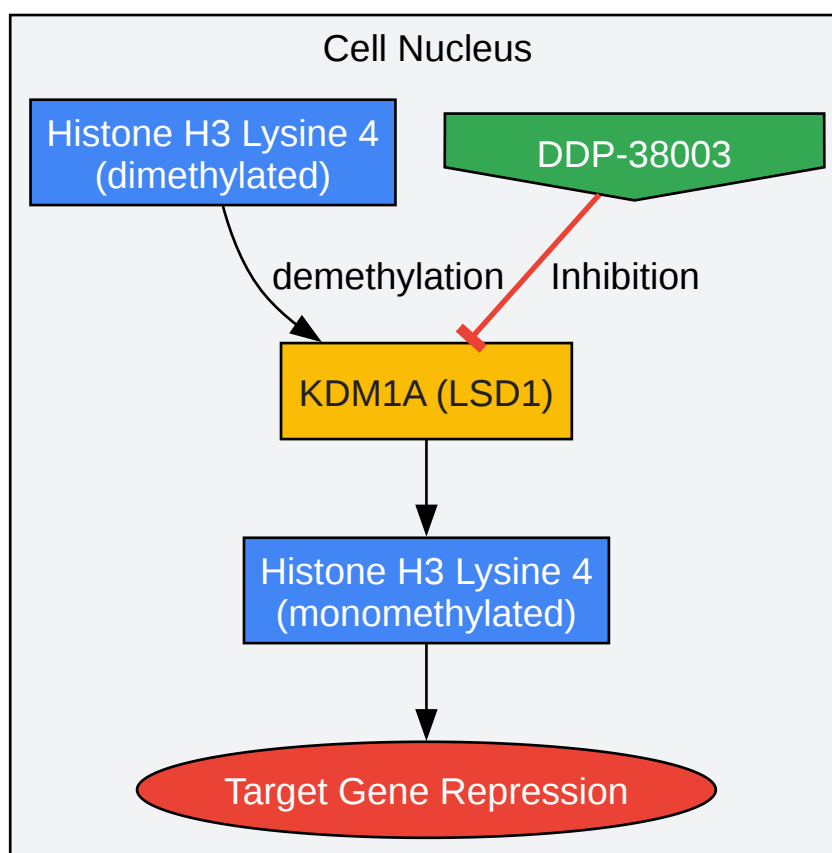 Cell Nucleus
Histone H3 Lysine 4
(dimethylated)
DDP-38003
demethylation
Inhibition
KDM1A (LSD1)
Histone H3 Lysine 4
(monomethylated)
Target Gene Repression